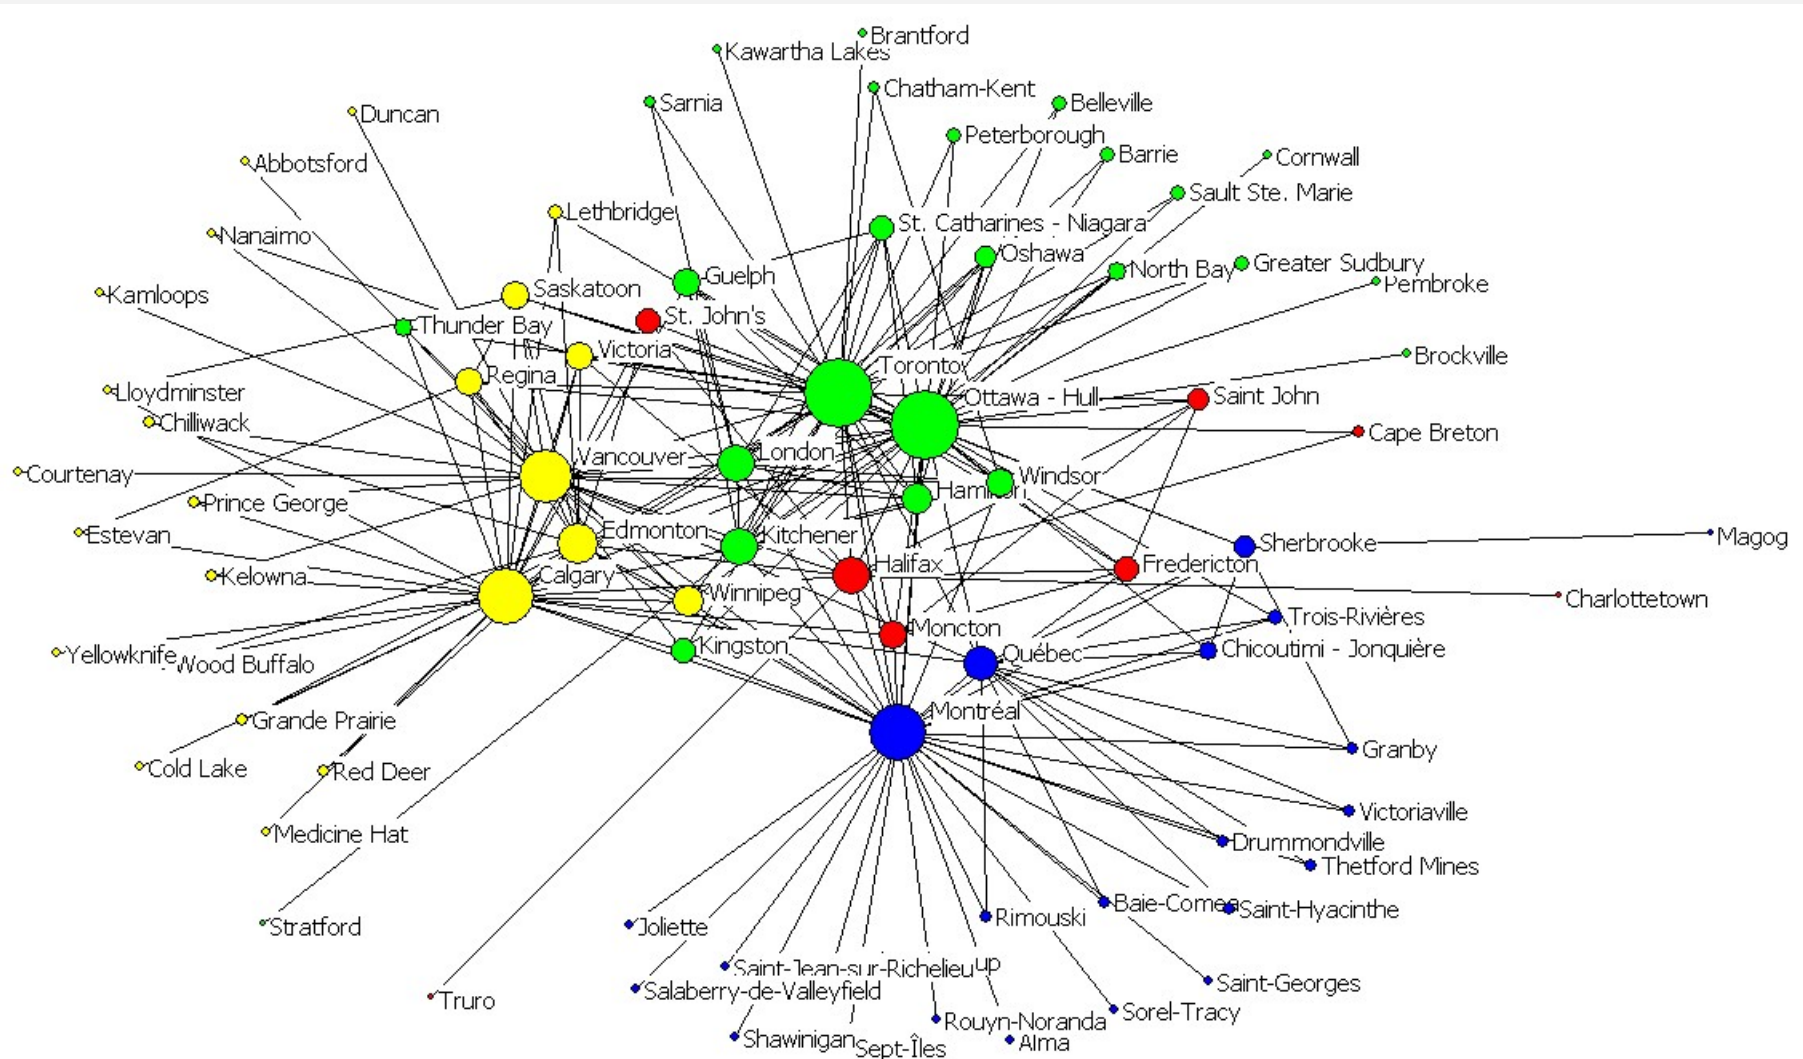 Brantford
Kawartha Lakes
Chatham-Kent
Sarnia
Belleville
Duncan
Peterborough
Barrie
Cornwall
Abbotsford
Sault Ste. Marie
Lethbridge
St. Catharines - Niagara
Nanaimo
Oshawa
Greater Sudbury
North Bay
Guelph
Pembroke
Saskatoon
Kamloops
St. John's
Thunder Bay
Victoria
Brockville
Toronto
Regina
Lloydminster
Ottawa - Hull
Saint John
Chilliwack
Cape Breton
London
Vancouver
Courtenay
Windsor
Hamilton
Prince George
Edmonton
Estevan
Kitchener
Magog
Sherbrooke
Halifax
Fredericton
Calgary
Kelowna
Winnipeg
Charlottetown
Trois-Rivières
Moncton
Kingston
Chicoutimi - Jonquière
Québec
Yellowknife
Wood Buffalo
Montréal
Grande Prairie
Granby
Cold Lake
Red Deer
Victoriaville
Medicine Hat
Drummondville
Thetford Mines
Baie-Comeau
Saint-Hyacinthe
Rimouski
Stratford
Joliette
Saint-Jean-sur-Richelieu
up
Saint-Georges
Salaberry-de-Valleyfield
Truro
Sorel-Tracy
Rouyn-Noranda
Shawinigan
Alma
Sept-Îles